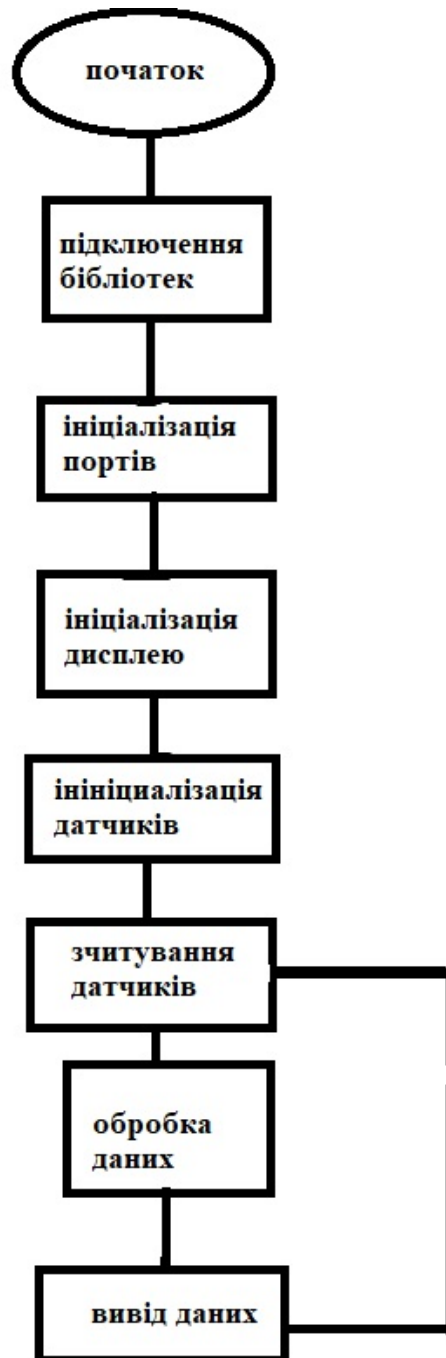 початок
підключення
бібліотек
ініціалізація
портів
ініціалізація
дисплею
інініциалізація
датчиків
зчитування
датчиків
обробка
даних
вивід даних